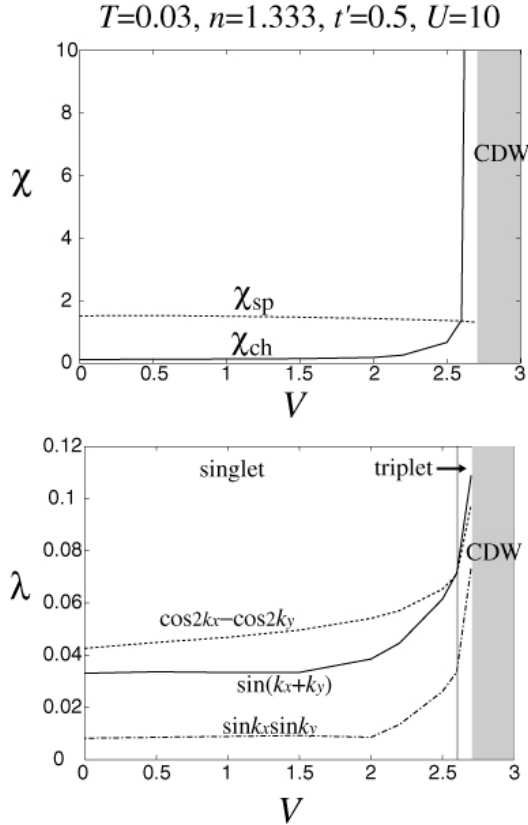 T=0.03, n=1.333, t'=0.5, U=10
10
8
6
4
2
0
χ
CDW
χsp
χch
0 0.5 1 1.5 2 2.5 3
V
0.12
0.1
0.08
0.06
0.04
0.02
0
λ
singlet
triplet
CDW
cos2kx−cos2ky
sin(kx+ky)
sinkxsinky
0 0.5 1 1.5 2 2.5 3
V